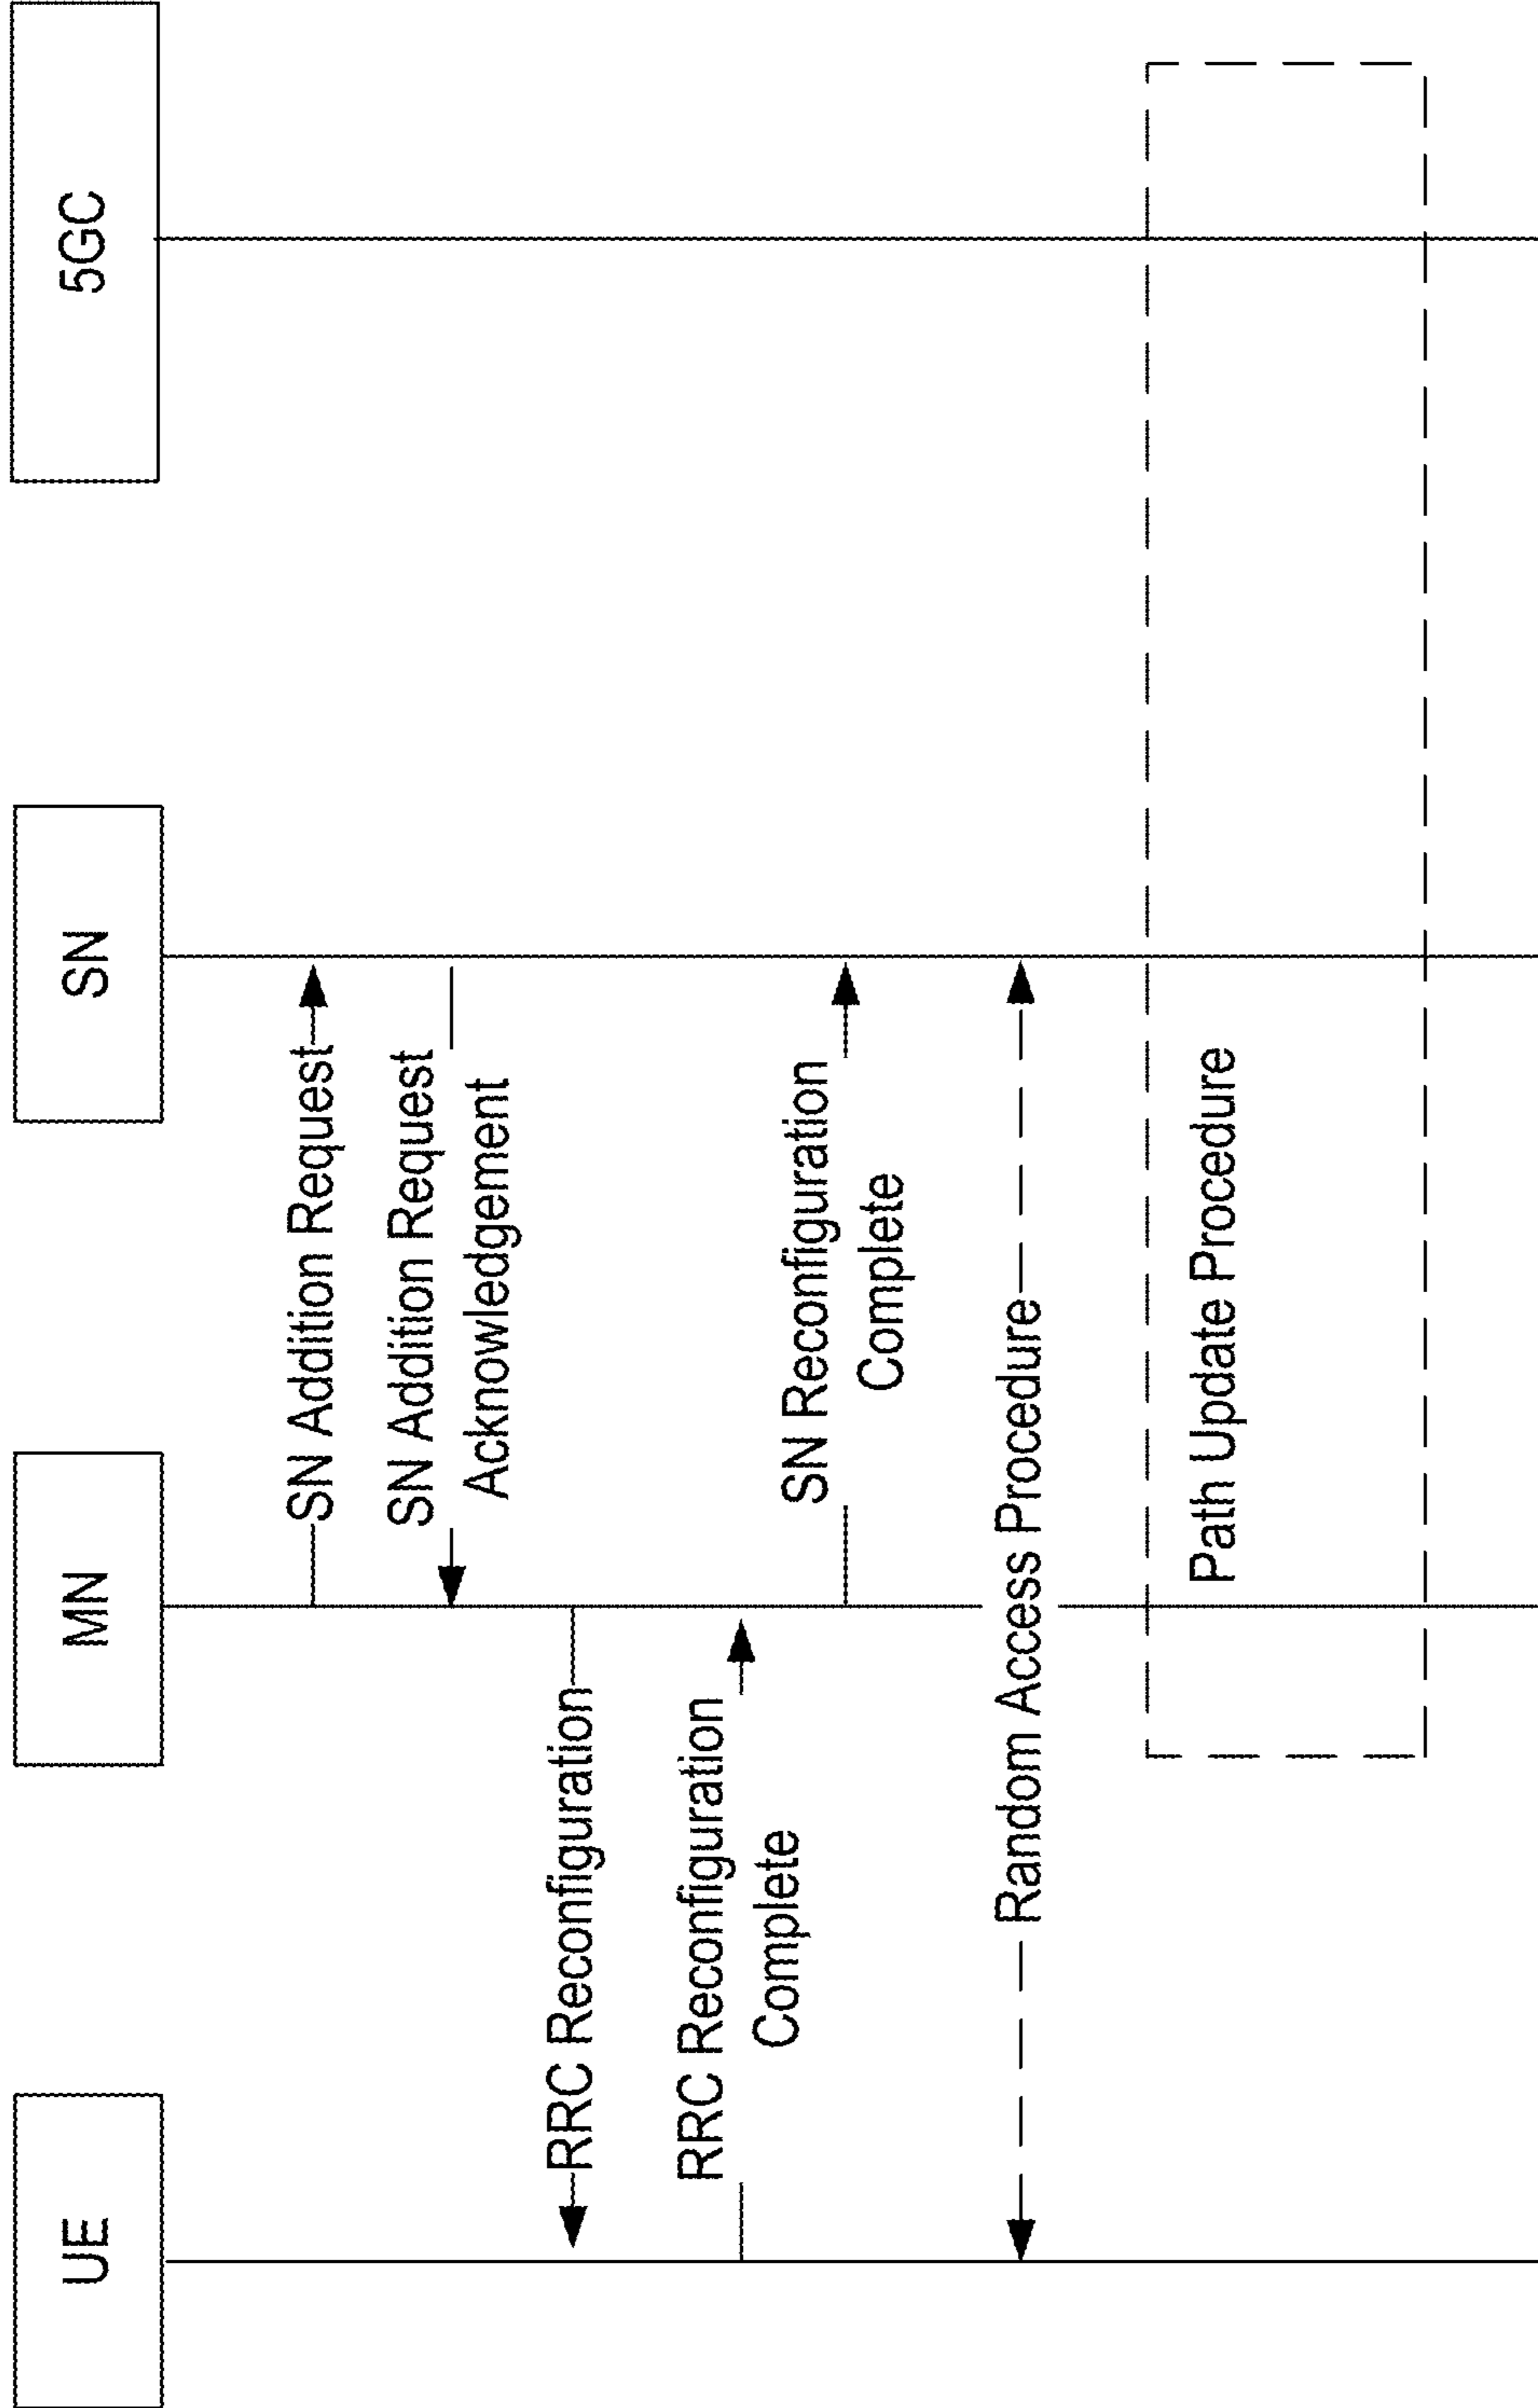 UE
MN
SN
5GC
SN Addition Request
SN Addition Request
Acknowledgement
RRC Reconfiguration
RRC Reconfiguration
Complete
SN Reconfiguration
Complete
Random Access Procedure
Path Update Procedure